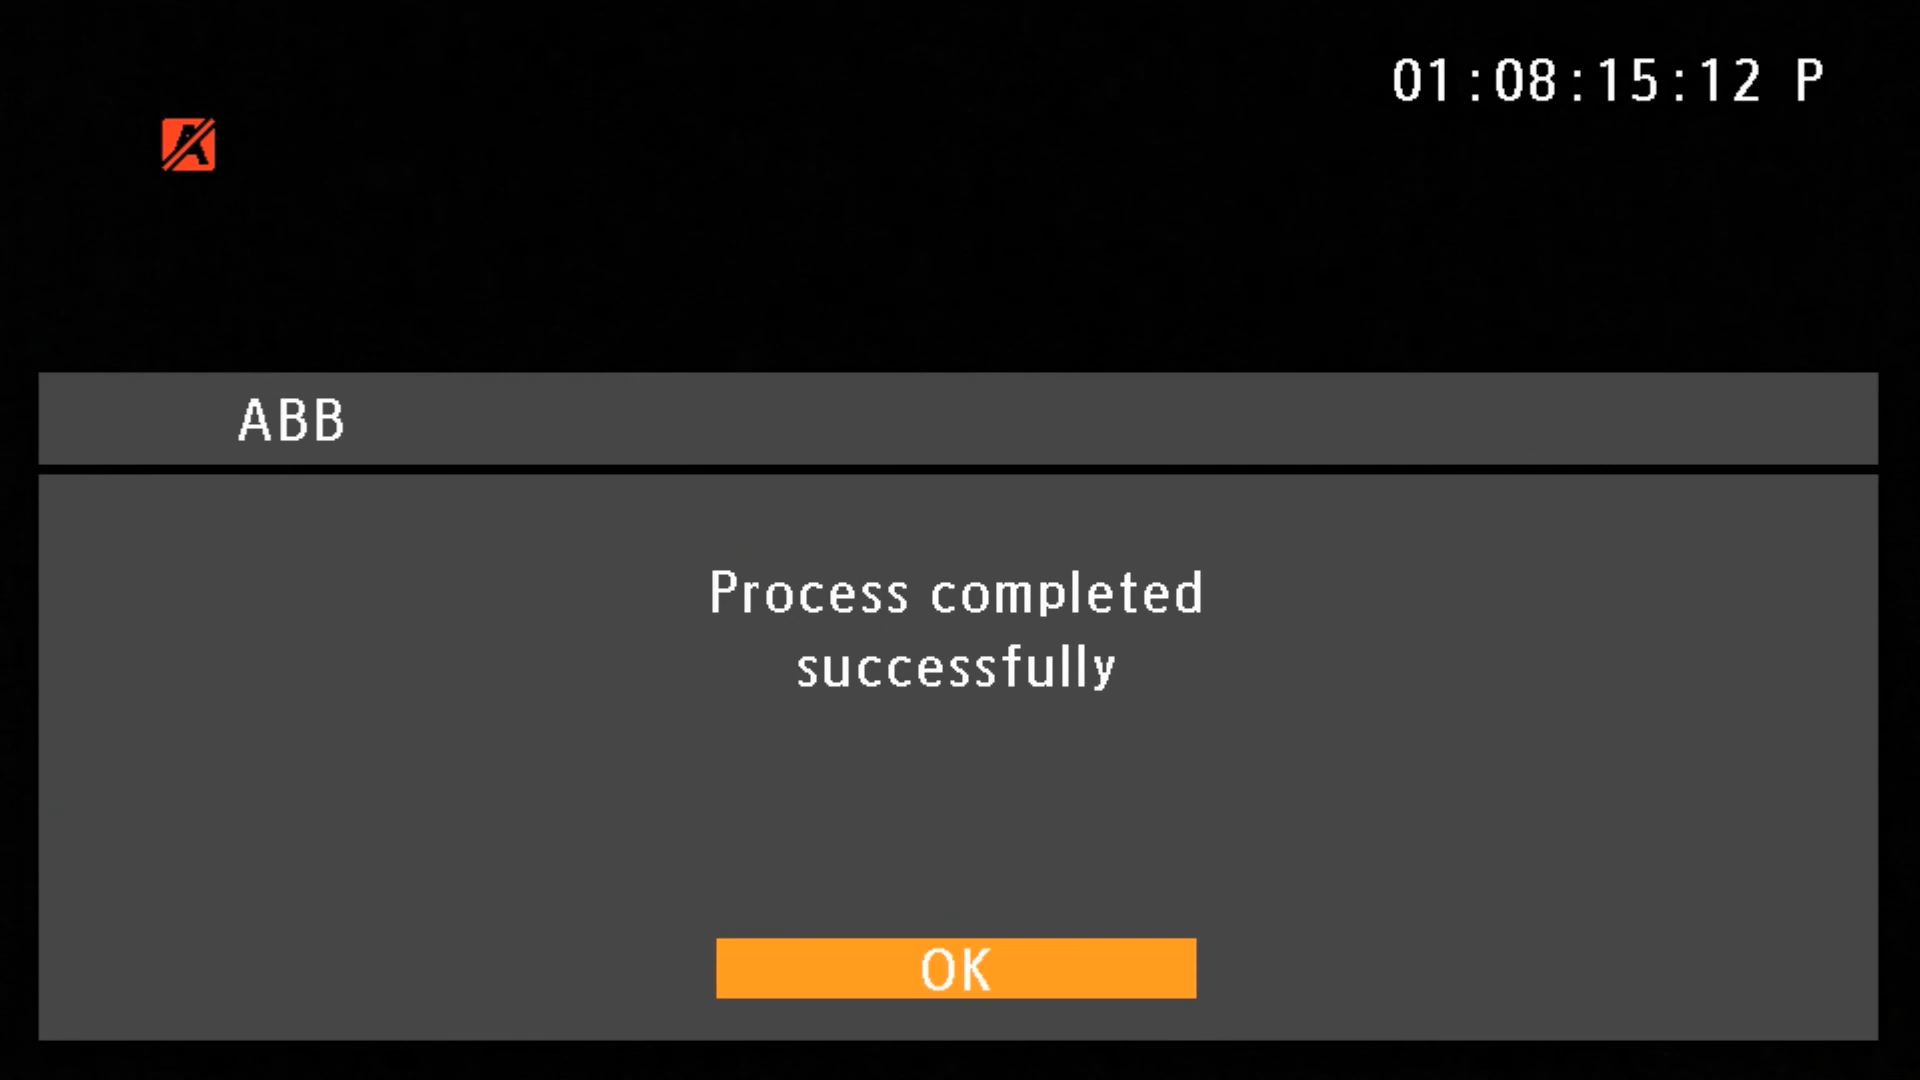 01:08:15:12 P
A
ABB
Process completed
successfully
OK